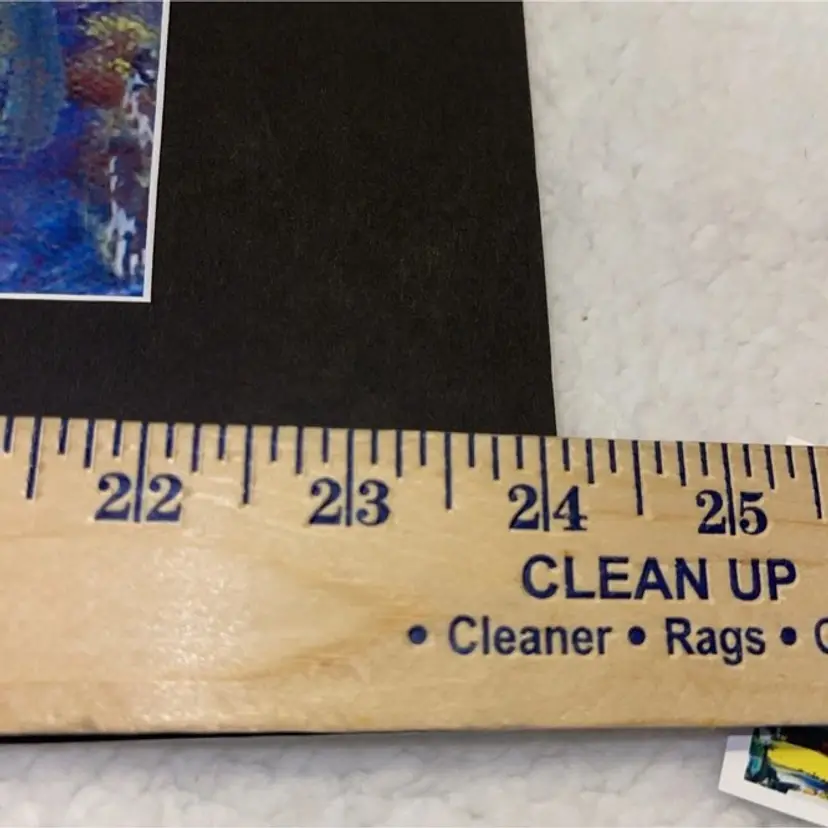 22 23 24 25
CLEAN UP
• Cleaner • Rags •